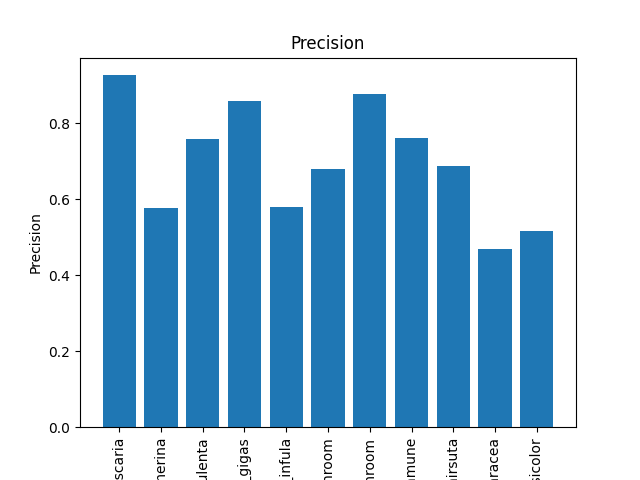 Precision
Precision
0.8
0.6
0.4
0.2
0.0
scaria
nerina
ulenta
_gigas
_infula
hroom
hroom
mune
hirsuta
racea
sicolor